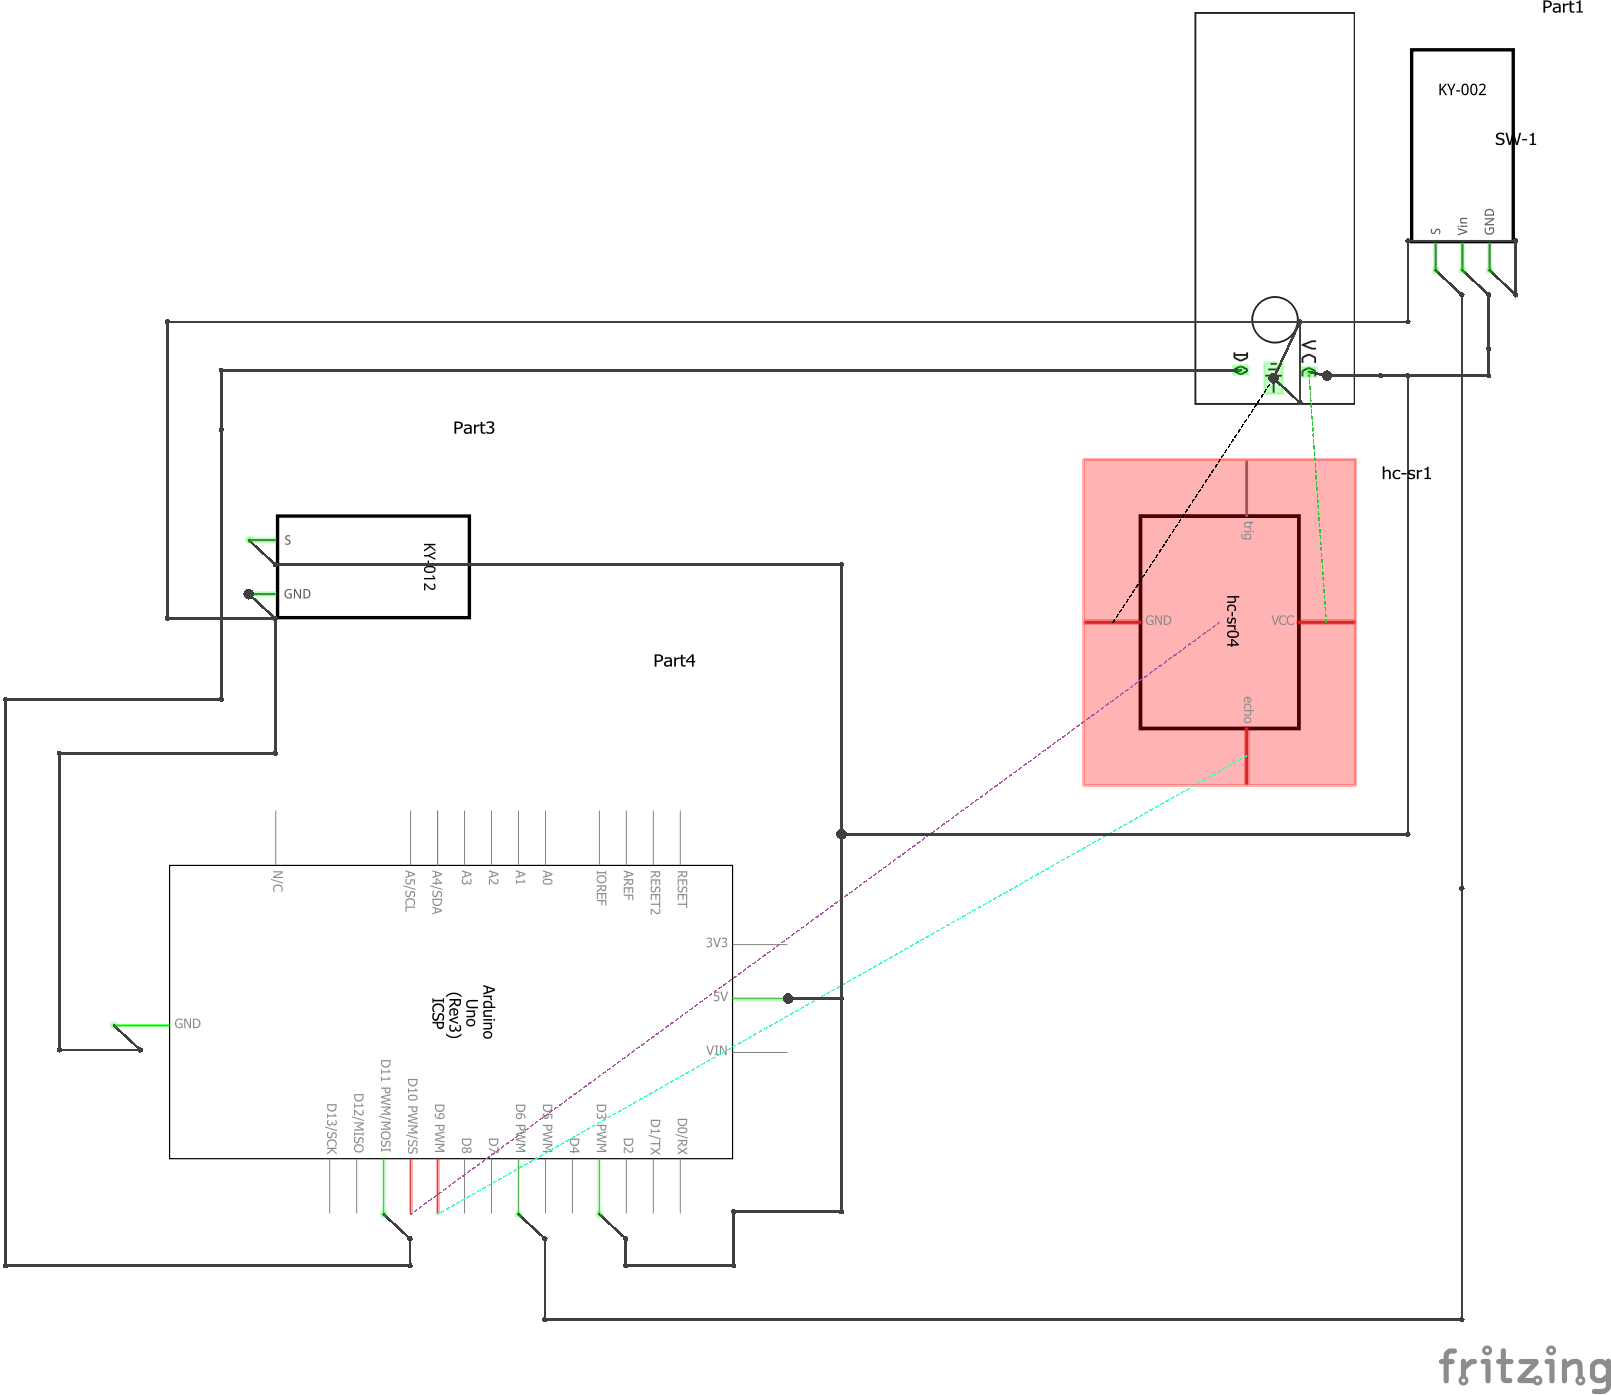 Part1
KY-002
SW-1
S
Vin
GND
DO
VCC
Part3
hc-sr1
S
GND
KY-012
trig
GND
VCC
hc-sr04
echo
Part4
N/C
A5/SCL
A4/SDA
A3
A2
A1
A0
IOREF
AREF
RESET2
RESET
3V3
5V
VIN
GND
Arduino
Uno
(Rev3)
ICSP
D13/SCK
D12/MISO
D11 PWM/MOSI
D10 PWM/SS
D9 PWM
D8
D7
D6 PWM
D5 PWM
D4
D3 PWM
D2
D1/TX
D0/RX
fritzing